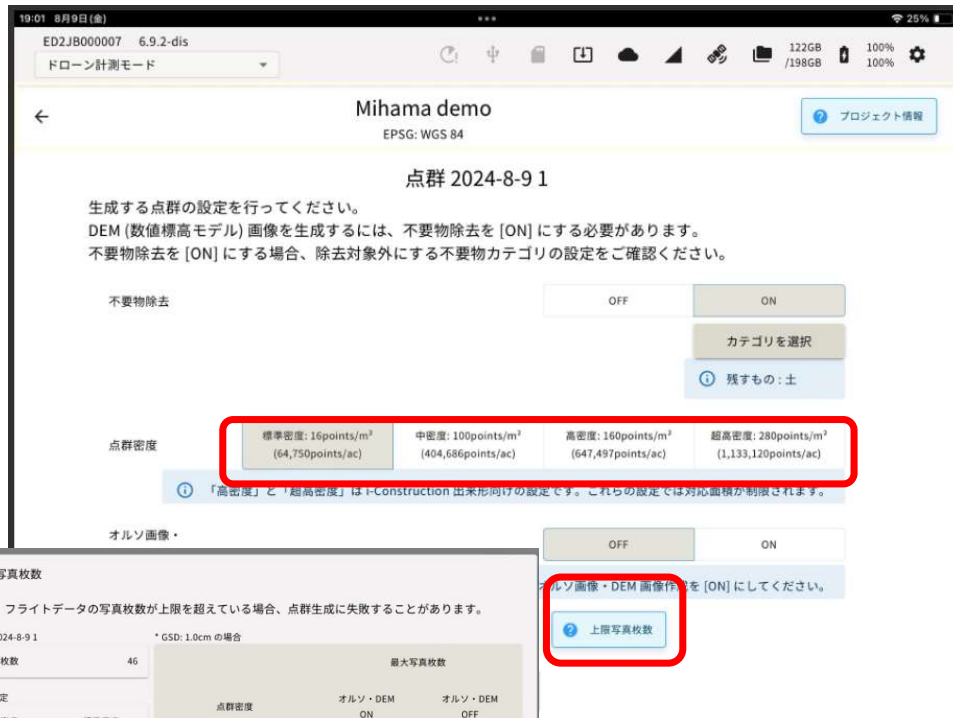 19:01 8月9日(金)
25%
ED2JB000007 6.9.2-dis
ドローン計測モード
122GB
/198GB
100%
100%
Mihama demo
EPSG: WGS 84
プロジェクト情報
点群 2024-8-9 1
生成する点群の設定を行ってください。
DEM (数値標高モデル) 画像を生成するには、不要物除去を [ON] にする必要があります。
不要物除去を [ON] にする場合、除去対象外にする不要物カテゴリの設定をご確認ください。
不要物除去
OFF
ON
カテゴリを選択
残すもの : 土
点群密度
標準密度: 16points/m²
(64,750points/ac)
中密度: 100points/m²
(404,686points/ac)
高密度: 160points/m²
(647,497points/ac)
超高密度: 280points/m²
(1,133,120points/ac)
「高密度」と「超高密度」は i-Construction 出来形向けの設定です。これらの設定では対応面積が制限されます。
オルソ画像・
OFF
ON
オルソ画像・DEM 画像作成を [ON] にしてください。
上限写真枚数
写真枚数
フライトデータの写真枚数が上限を超えている場合、点群生成に失敗することがあります。
024-8-9 1
* GSD: 1.0cm の場合
枚数
46
最大写真枚数
定
点群密度
オルソ・DEM
ON
オルソ・DEM
OFF